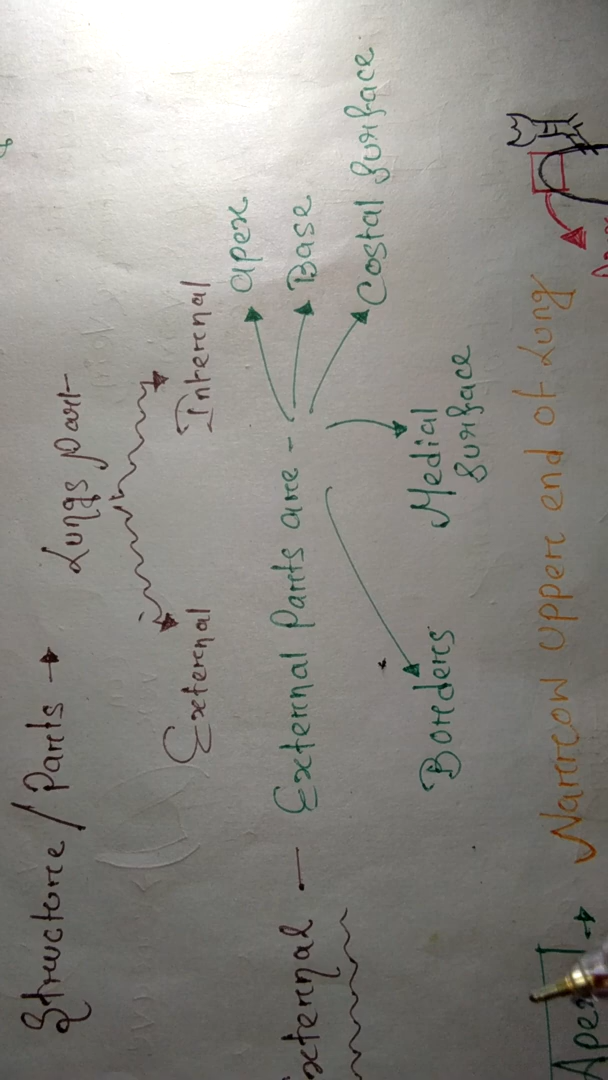 Structure / Parts → Lungs part
External Internal
External — External Parts are -
apex
Base
Costal surface
Medial
surface
Borders
Apex → Narrow upper end of Lung